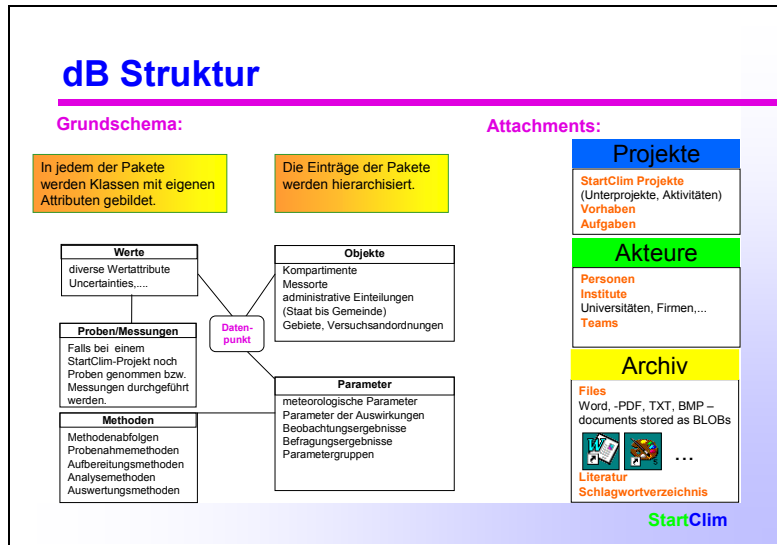 dB Struktur
Grundschema:
In jedem der Pakete
werden Klassen mit eigenen
Attributen gebildet.
Die Einträge der Pakete
werden hierarchisiert.
Werte
diverse Wertattribute
Uncertainties,....
Proben/Messungen
Falls bei einem
StartClim-Projekt noch
Proben genommen bzw.
Messungen durchgeführt
werden.
Methoden
Methodenabfolgen
Probenahmemethoden
Aufbereitungsmethoden
Analysemethoden
Auswertungsmethoden
Daten-
punkt
Objekte
Kompartimente
Messorte
administrative Einteilungen
(Staat bis Gemeinde)
Gebiete, Versuchsandordnungen
Parameter
meteorologische Parameter
Parameter der Auswirkungen
Beobachtungsergebnisse
Befragungsergebnisse
Parametergruppen
Attachments:
Projekte
StartClim Projekte
(Unterprojekte, Aktivitäten)
Vorhaben
Aufgaben
Akteure
Personen
Institute
Universitäten, Firmen,...
Teams
Archiv
Files
Word, -PDF, TXT, BMP –
documents stored as BLOBs
...
Literatur
Schlagwortverzeichnis
StartClim